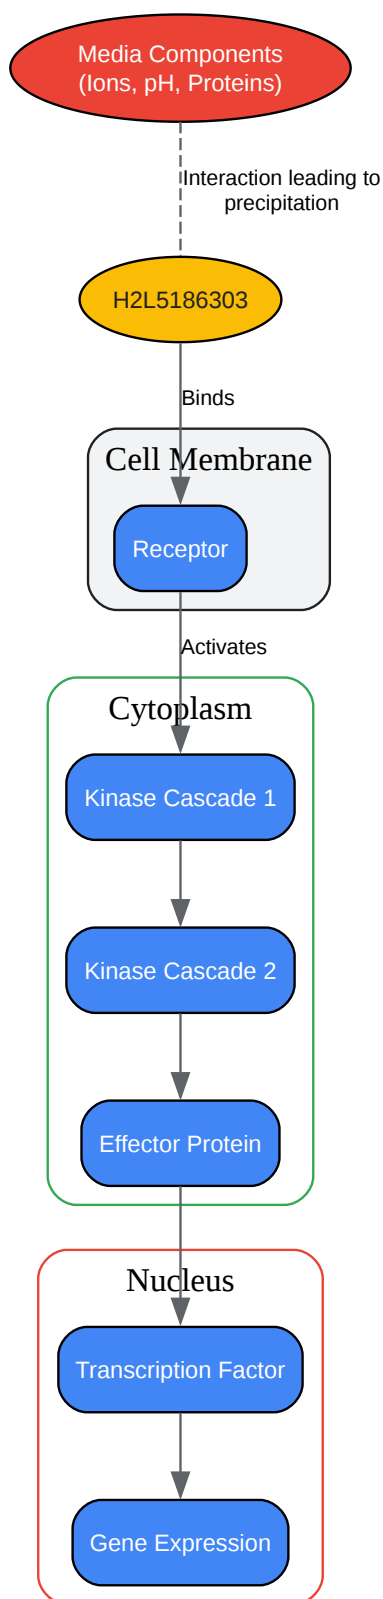 Media Components
(Ions, pH, Proteins)
Interaction leading to
precipitation
H2L5186303
Binds
Cell Membrane
Receptor
Activates
Cytoplasm
Kinase Cascade 1
Kinase Cascade 2
Effector Protein
Nucleus
Transcription Factor
Gene Expression